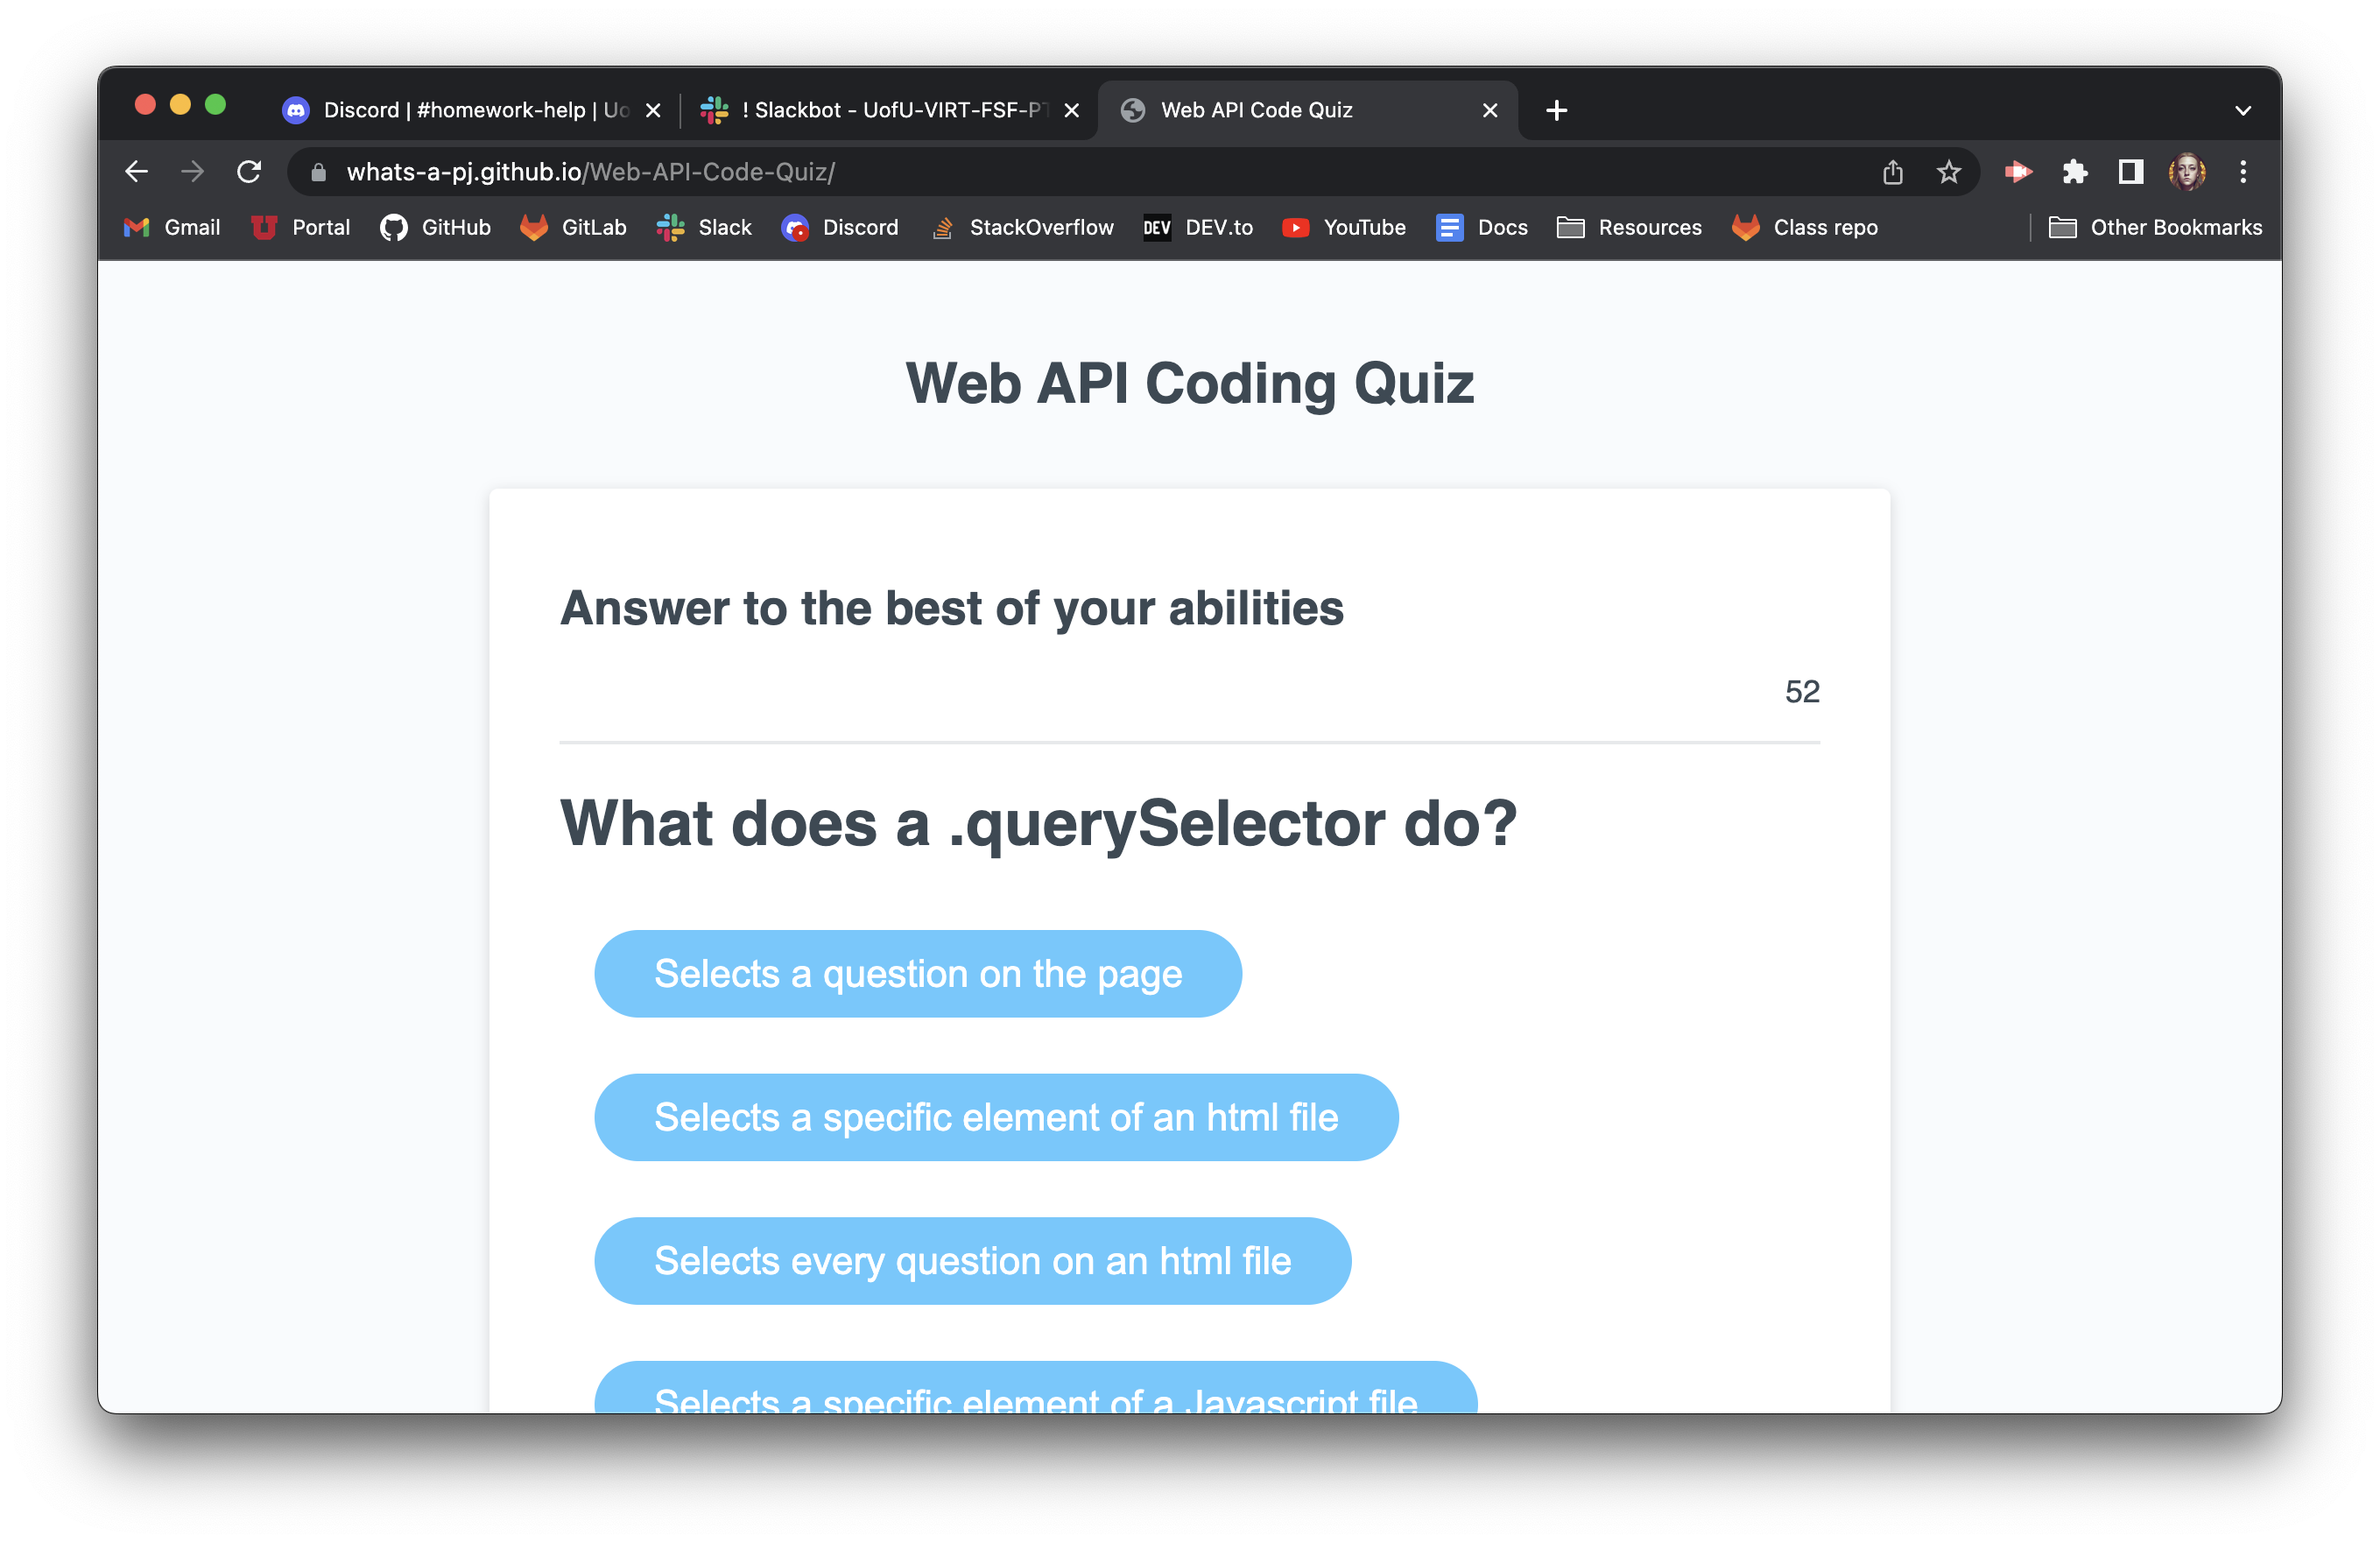 Discord | #homework-help | Uo
! Slackbot - UofU-VIRT-FSF-PT
Web API Code Quiz
whats-a-pj.github.io/Web-API-Code-Quiz/
Gmail
Portal
GitHub
GitLab
Slack
Discord
StackOverflow
DEV DEV.to
YouTube
Docs
Resources
Class repo
Other Bookmarks
Web API Coding Quiz
Answer to the best of your abilities
52
What does a .querySelector do?
Selects a question on the page
Selects a specific element of an html file
Selects every question on an html file
Selects a specific element of a Javascript file